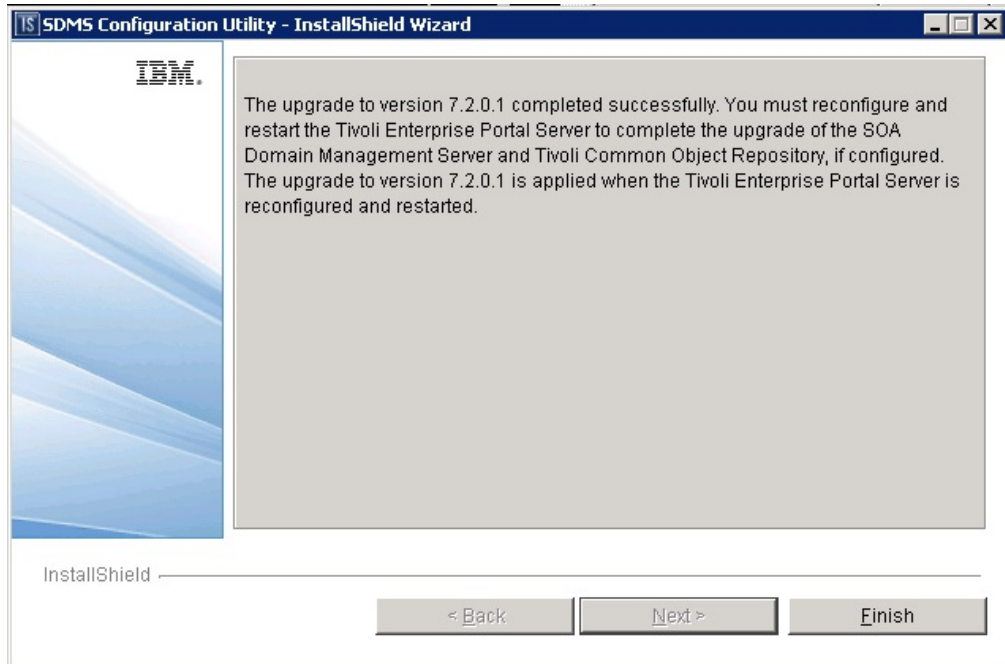 TS SDMS Configuration Utility - InstallShield Wizard
IBM.
The upgrade to version 7.2.0.1 completed successfully. You must reconfigure and
restart the Tivoli Enterprise Portal Server to complete the upgrade of the SOA
Domain Management Server and Tivoli Common Object Repository, if configured.
The upgrade to version 7.2.0.1 is applied when the Tivoli Enterprise Portal Server is
reconfigured and restarted.
InstallShield
< Back
Next >
Finish